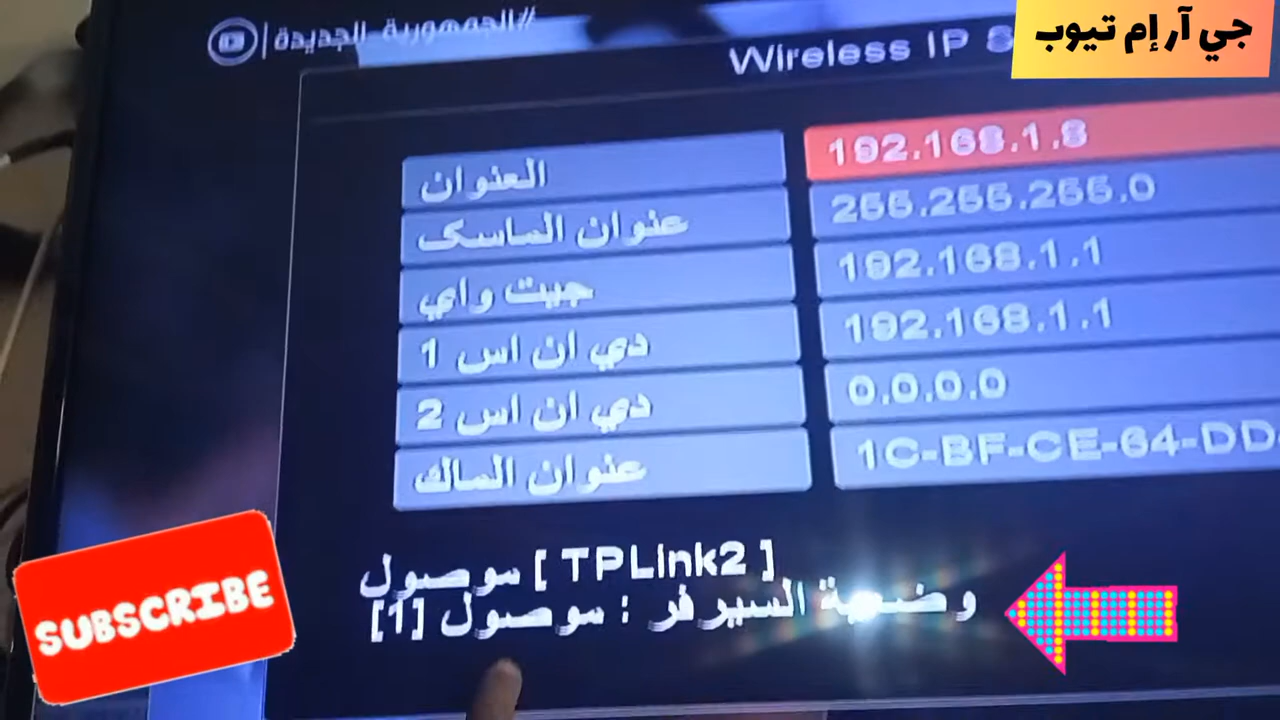 #الجمهورية_الجديدة
جي آر إم تيوب
Wireless IP
العنوان 192.168.1.8
عنوان الماسك 255.255.255.0
جيت واي 192.168.1.1
دي ان اس 1 192.168.1.1
دي ان اس 2 0.0.0.0
عنوان الماك 1C-BF-CE-64-DD
موصول [ TPLink2 ]
وضعية السيرفر : موصول [1]
SUBSCRIBE